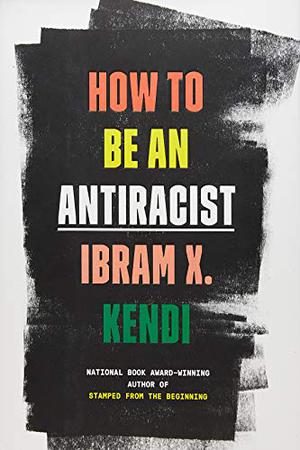 HOW TO
BE AN
ANTIRACIST
IBRAM X.
KENDI
NATIONAL BOOK AWARD-WINNING
AUTHOR OF
STAMPED FROM THE BEGINNING